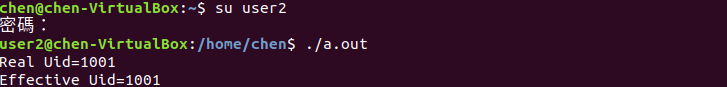 chen@chen-VirtualBox:~$ su user2
密碼：
user2@chen-VirtualBox:/home/chen$ ./a.out
Real Uid=1001
Effective Uid=1001